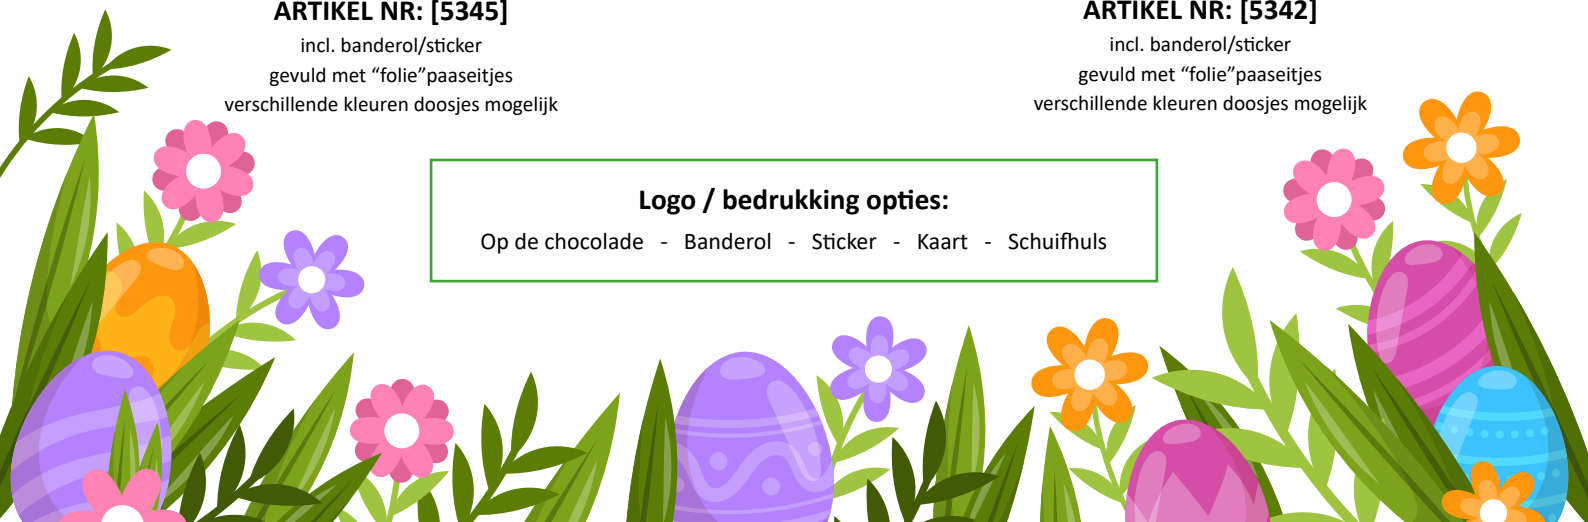 ARTIKEL NR: [5345]
incl. banderol/sticker
gevuld met “folie”paaseitjes
verschillende kleuren doosjes mogelijk
ARTIKEL NR: [5342]
incl. banderol/sticker
gevuld met “folie”paaseitjes
verschillende kleuren doosjes mogelijk
Logo / bedrukking opties:
Op de chocolade - Banderol - Sticker - Kaart - Schuifhuls